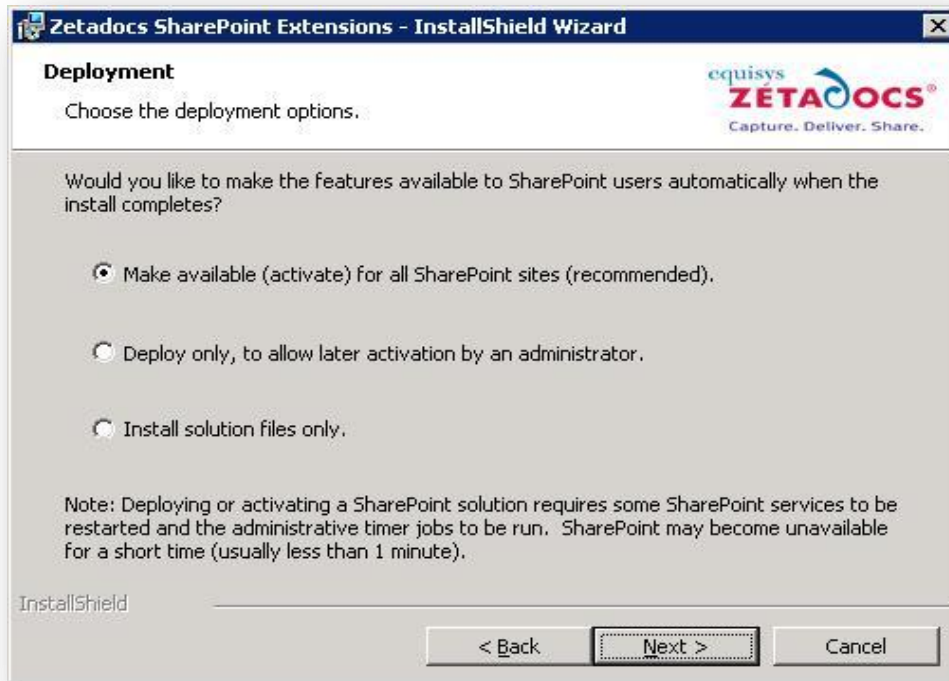 Zetadocs SharePoint Extensions - InstallShield Wizard
Deployment
Choose the deployment options.
equisys
ZETADOCS®
Capture. Deliver. Share.
Would you like to make the features available to SharePoint users automatically when the
install completes?
Make available (activate) for all SharePoint sites (recommended).
Deploy only, to allow later activation by an administrator.
Install solution files only.
Note: Deploying or activating a SharePoint solution requires some SharePoint services to be
restarted and the administrative timer jobs to be run. SharePoint may become unavailable
for a short time (usually less than 1 minute).
InstallShield
< Back
Next >
Cancel